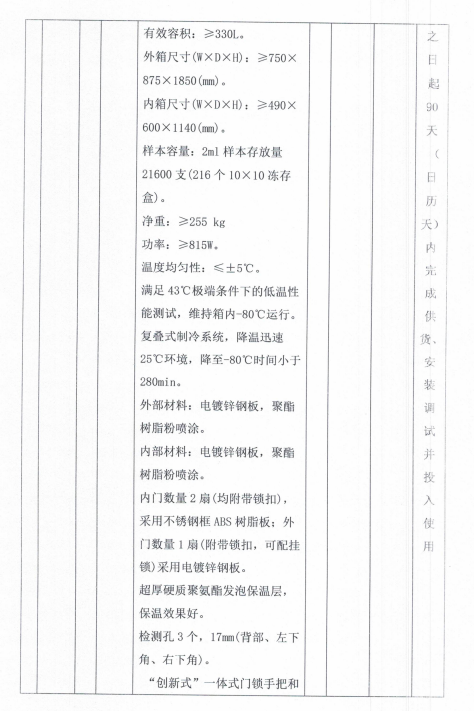 有效容积：≥330L。
外箱尺寸(W×D×H)：≥750×
875×1850(mm)。
内箱尺寸(W×D×H)：≥490×
600×1140(mm)。
样本容量：2ml 样本存放量
21600 支(216 个 10×10 冻存
盒)。
净重：≥255 kg
功率：≥815W。
温度均匀性：≤±5℃。
满足 43℃极端条件下的低温性
能测试，维持箱内-80℃运行。
复叠式制冷系统，降温迅速
25℃环境，降至-80℃时间小于
280min。
外部材料：电镀锌钢板，聚酯
树脂粉喷涂。
内部材料：电镀锌钢板，聚酯
树脂粉喷涂。
内门数量 2 扇(均附带锁扣)，
采用不锈钢框 ABS 树脂板；外
门数量 1 扇(附带锁扣，可配挂
锁)采用电镀锌钢板。
超厚硬质聚氨酯发泡保温层，
保温效果好。
检测孔 3 个，17mm(背部、左下
角、右下角)。
“创新式”一体式门锁手把和
之
日
起
90
天
（
日
历
天）
内
完
成
供
货、
安
装
调
试
并
投
入
使
用